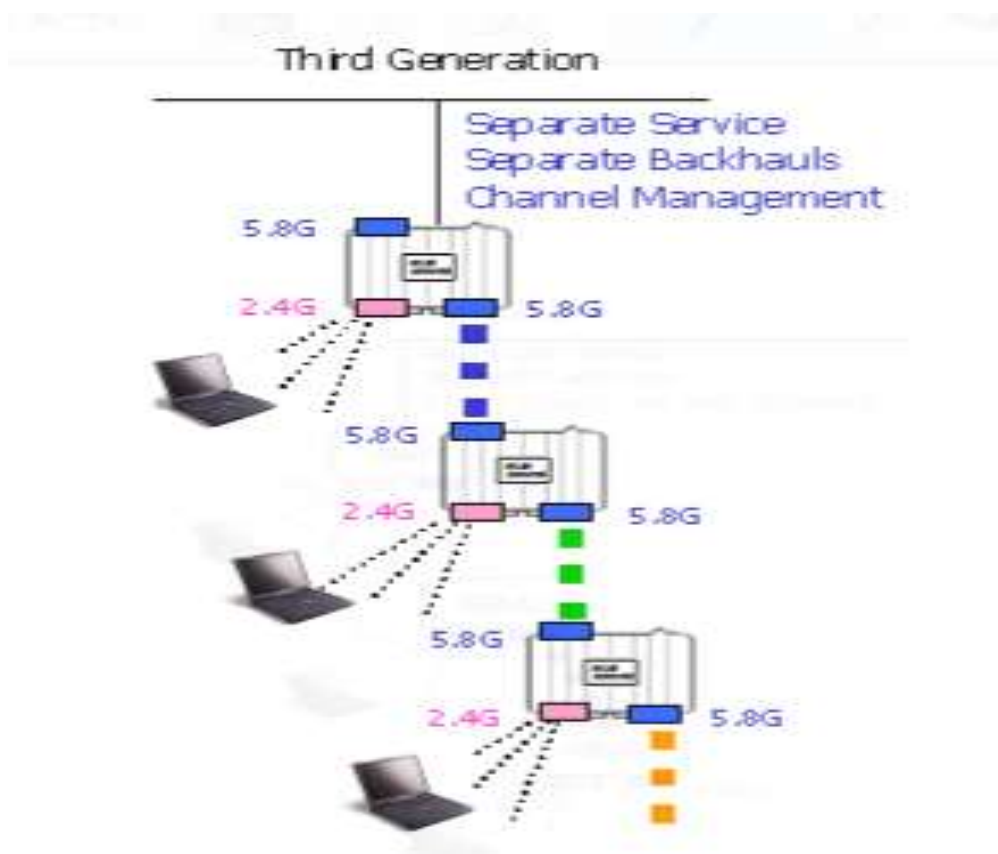 Third Generation
Separate Service
Separate Backhauls
Channel Management
5.8G
2.4G
5.8G
5.8G
2.4G
5.8G
5.8G
2.4G
5.8G